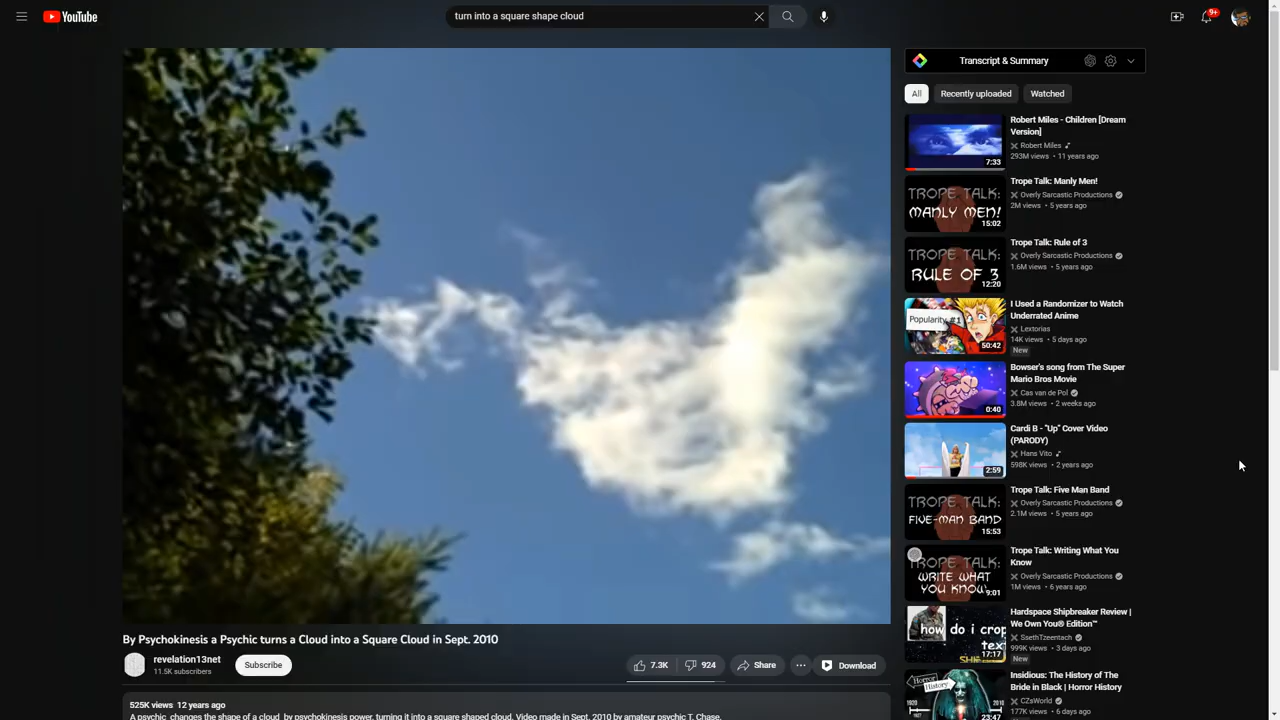 YouTube
turn into a square shape cloud
9+
Transcript & Summary
All
Recently uploaded
Watched
7:33
Robert Miles - Children [Dream
Version]
Robert Miles
293M views • 11 years ago
TROPE TALK:
MANLY MEN!
15:02
Trope Talk: Manly Men!
Overly Sarcastic Productions
2M views • 5 years ago
TROPE TALK:
RULE OF 3
12:20
Trope Talk: Rule of 3
Overly Sarcastic Productions
1.6M views • 5 years ago
Popularity #1
50:42
I Used a Randomizer to Watch
Underrated Anime
Lextorias
14K views • 5 days ago
New
0:40
Bowser's song from The Super
Mario Bros Movie
Cas van de Pol
3.8M views • 2 weeks ago
2:59
Cardi B - "Up" Cover Video
(PARODY)
Hans Vito
598K views • 2 years ago
TROPE TALK:
FIVE-MAN BAND
15:53
Trope Talk: Five Man Band
Overly Sarcastic Productions
2.1M views • 5 years ago
TROPE TALK:
WRITE WHAT
YOU KNOW
9:01
Trope Talk: Writing What You
Know
Overly Sarcastic Productions
1M views • 6 years ago
how do i crop
text
17:17
Hardspace Shipbreaker Review |
We Own You® Edition™
SsethTzeentach
999K views • 3 days ago
New
Horror
History
23:47
Insidious: The History of The
Bride in Black | Horror History
CZsWorld
177K views • 6 days ago
By Psychokinesis a Psychic turns a Cloud into a Square Cloud in Sept. 2010
revelation13net
11.5K subscribers
Subscribe
7.3K
924
Share
Download
525K views 12 years ago
A psychic changes the shape of a cloud by psychokinesis power, turning it into a square shaped cloud. Video made in Sept. 2010 by amateur psychic T. Chase.